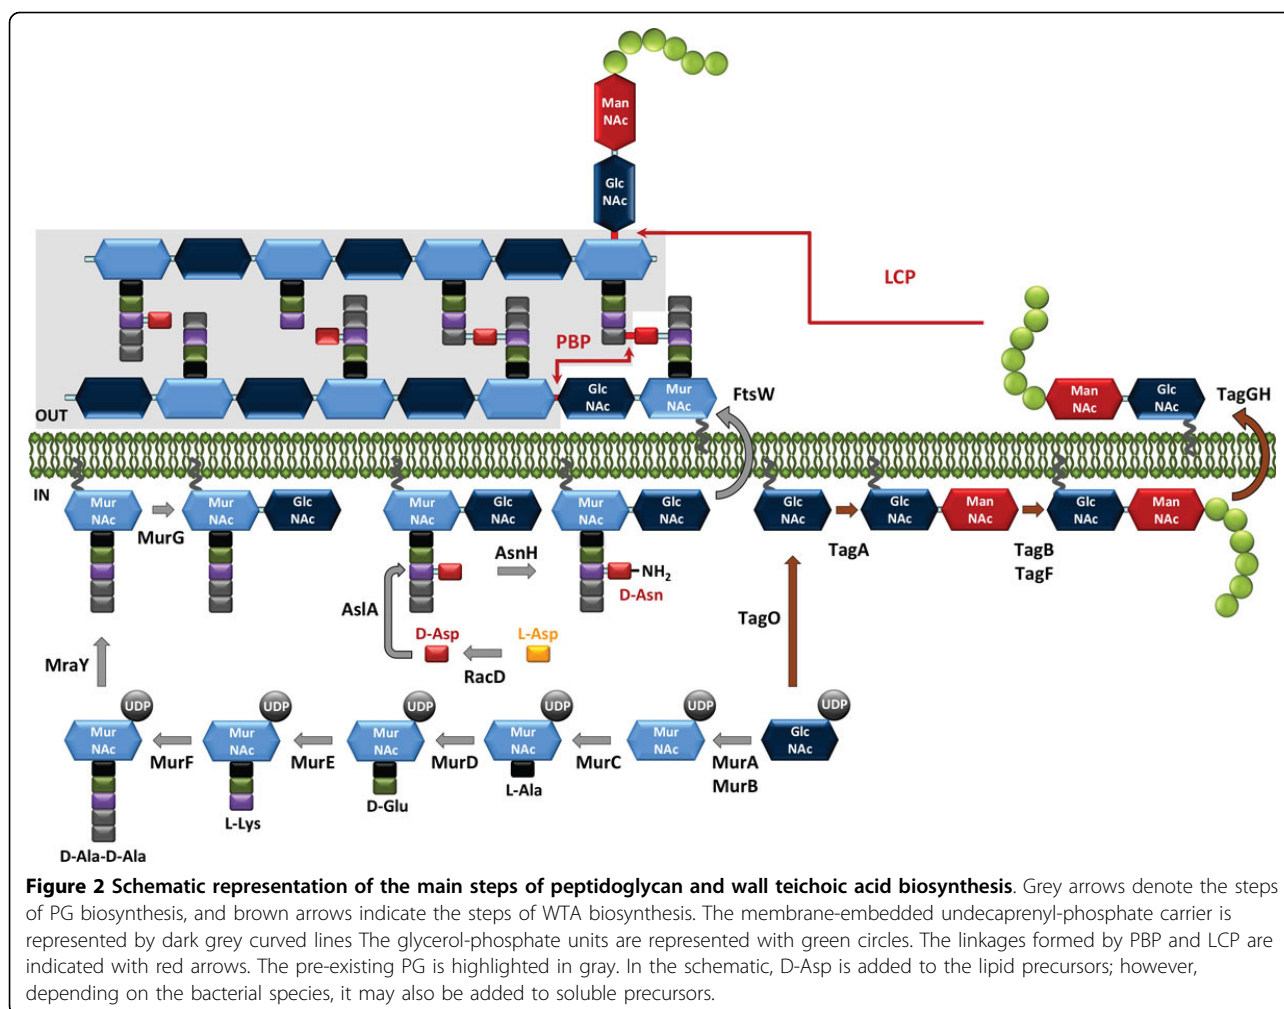 Man
NAc
Glc
NAc
LCP
PBP
OUT
Glc
NAc
Mur
NAc
FtsW
Man
NAc
Glc
NAc
TagGH
IN
Mur
NAc
MurG
Mur
NAc
Glc
NAc
Mur
NAc
Glc
NAc
AsnH
Mur
NAc
Glc
NAc
NH2
D-Asn
Glc
NAc
TagA
Glc
NAc
Man
NAc
TagB
TagF
Glc
NAc
Man
NAc
AslA
D-Asp
L-Asp
RacD
TagO
MraY
UDP
Mur
NAc
MurF
UDP
Mur
NAc
MurE
UDP
Mur
NAc
MurD
UDP
Mur
NAc
MurC
UDP
Mur
NAc
MurA
MurB
UDP
Glc
NAc
L-Ala
D-Glu
L-Lys
D-Ala-D-Ala
Figure 2 Schematic representation of the main steps of peptidoglycan and wall teichoic acid biosynthesis. Grey arrows denote the steps
of PG biosynthesis, and brown arrows indicate the steps of WTA biosynthesis. The membrane-embedded undecaprenyl-phosphate carrier is
represented by dark grey curved lines The glycerol-phosphate units are represented with green circles. The linkages formed by PBP and LCP are
indicated with red arrows. The pre-existing PG is highlighted in gray. In the schematic, D-Asp is added to the lipid precursors; however,
depending on the bacterial species, it may also be added to soluble precursors.